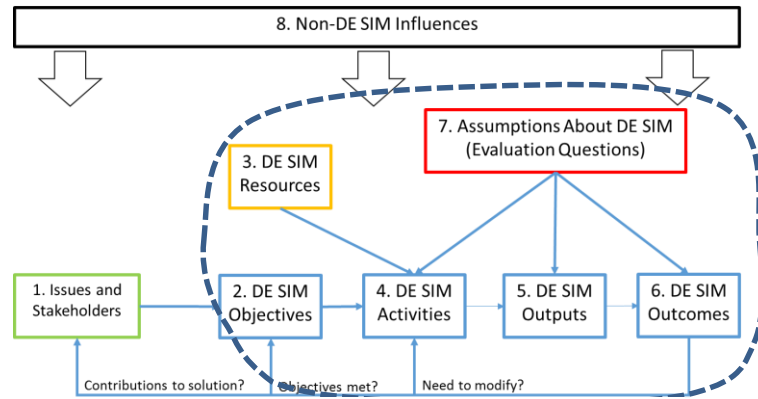 8. Non-DE SIM Influences
7. Assumptions About DE SIM
(Evaluation Questions)
3. DE SIM
Resources
1. Issues and
Stakeholders
2. DE SIM
Objectives
4. DE SIM
Activities
5. DE SIM
Outputs
6. DE SIM
Outcomes
Contributions to solution?
Objectives met?
Need to modify?